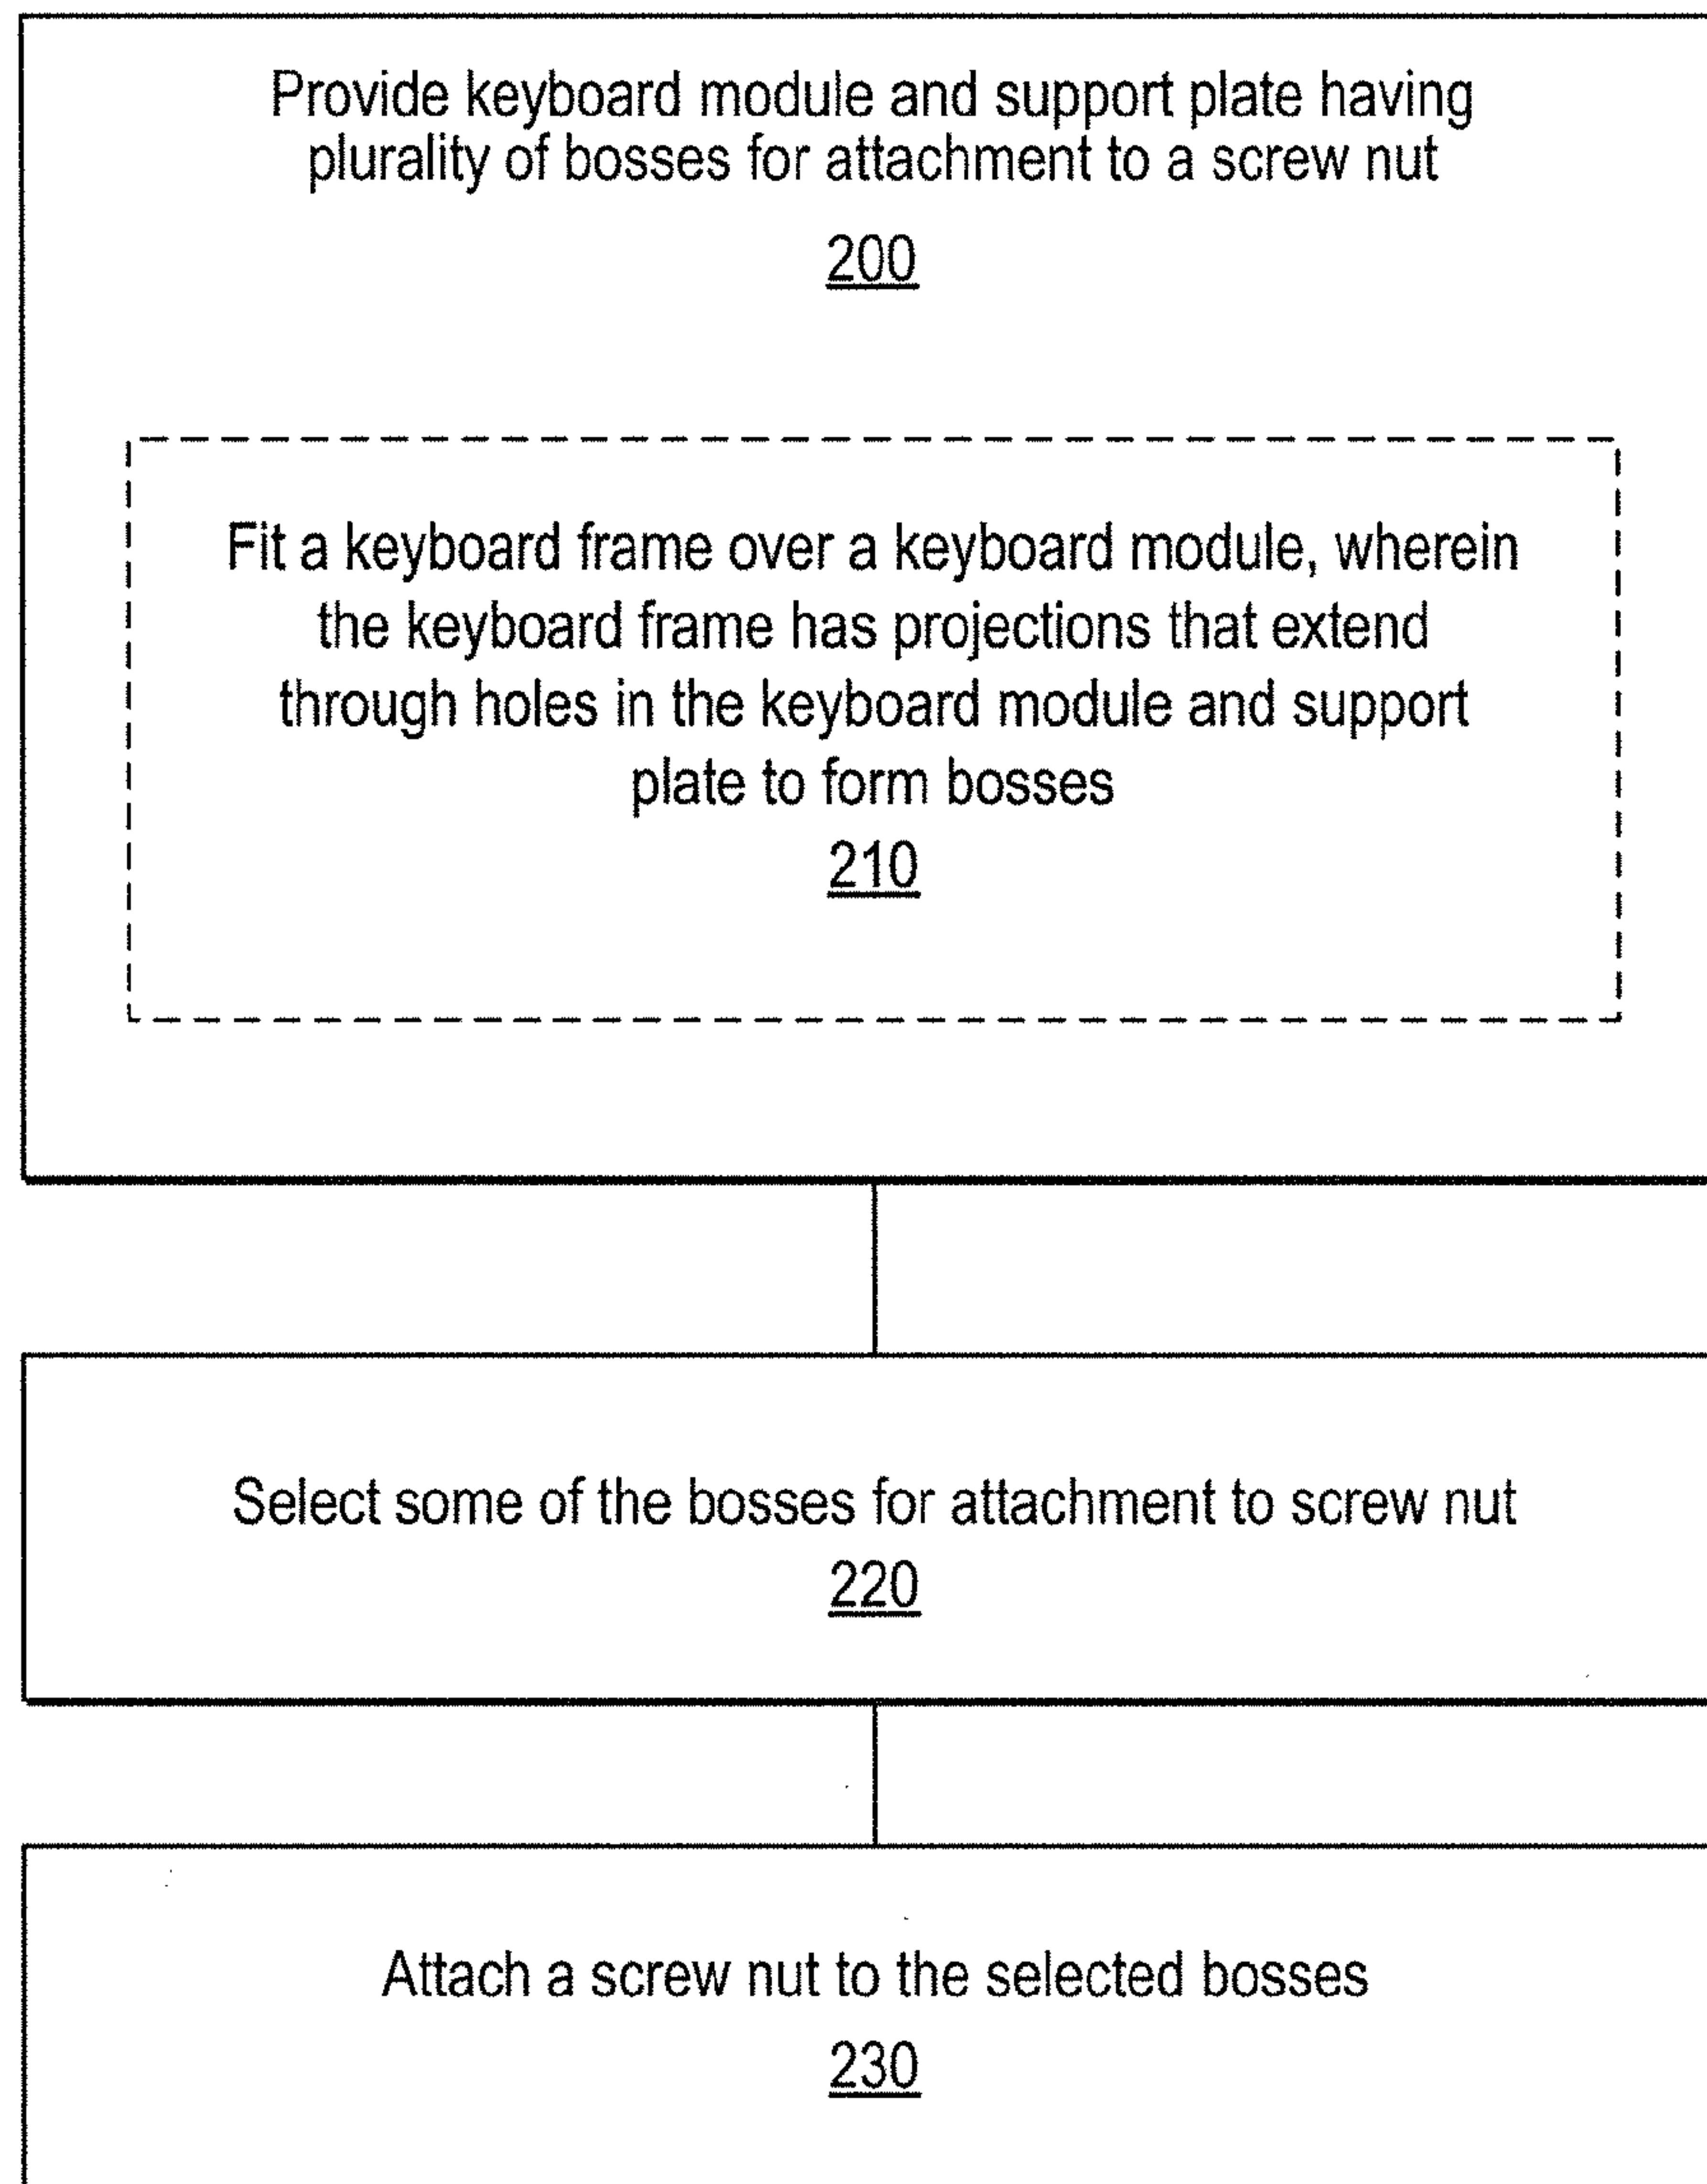 Provide keyboard module and support plate having
plurality of bosses for attachment to a screw nut
200
Fit a keyboard frame over a keyboard module, wherein
the keyboard frame has projections that extend
through holes in the keyboard module and support
plate to form bosses
210
Select some of the bosses for attachment to screw nut
220
Attach a screw nut to the selected bosses
230